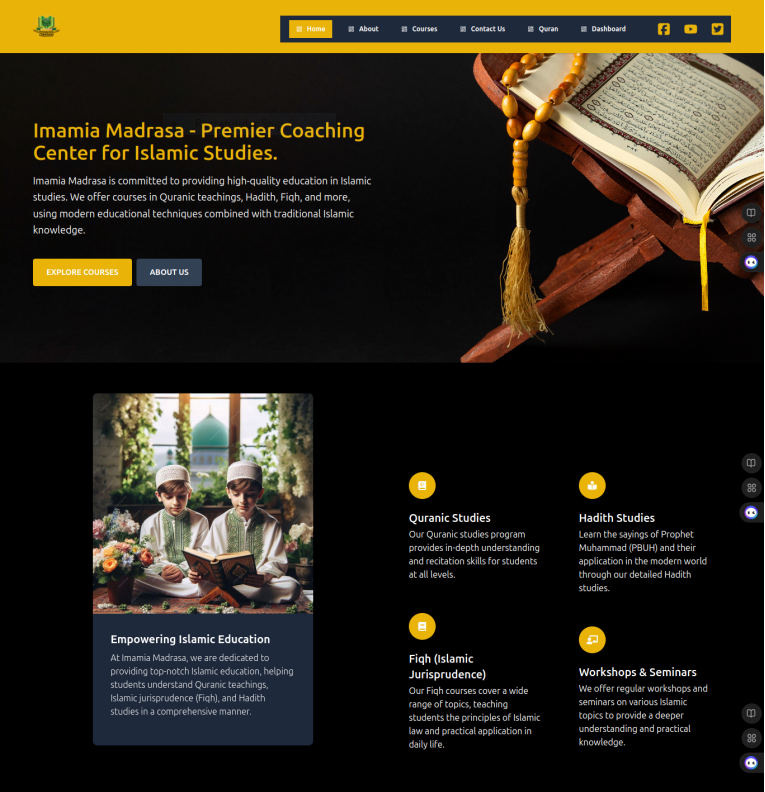 Home
About
Courses
Contact Us
Quran
Dashboard
Imamia Madrasa - Premier Coaching
Center for Islamic Studies.
Imamia Madrasa is committed to providing high-quality education in Islamic
studies. We offer courses in Quranic teachings, Hadith, Fiqh, and more,
using modern educational techniques combined with traditional Islamic
knowledge.
EXPLORE COURSES
ABOUT US
Empowering Islamic Education
At Imamia Madrasa, we are dedicated to
providing top-notch Islamic education, helping
students understand Quranic teachings,
Islamic jurisprudence (Fiqh), and Hadith
studies in a comprehensive manner.
Quranic Studies
Our Quranic studies program
provides in-depth understanding
and recitation skills for students
at all levels.
Hadith Studies
Learn the sayings of Prophet
Muhammad (PBUH) and their
application in the modern world
through our detailed Hadith
studies.
Fiqh (Islamic
Jurisprudence)
Our Fiqh courses cover a wide
range of topics, teaching
students the principles of Islamic
law and practical application in
daily life.
Workshops & Seminars
We offer regular workshops and
seminars on various Islamic
topics to provide a deeper
understanding and practical
knowledge.